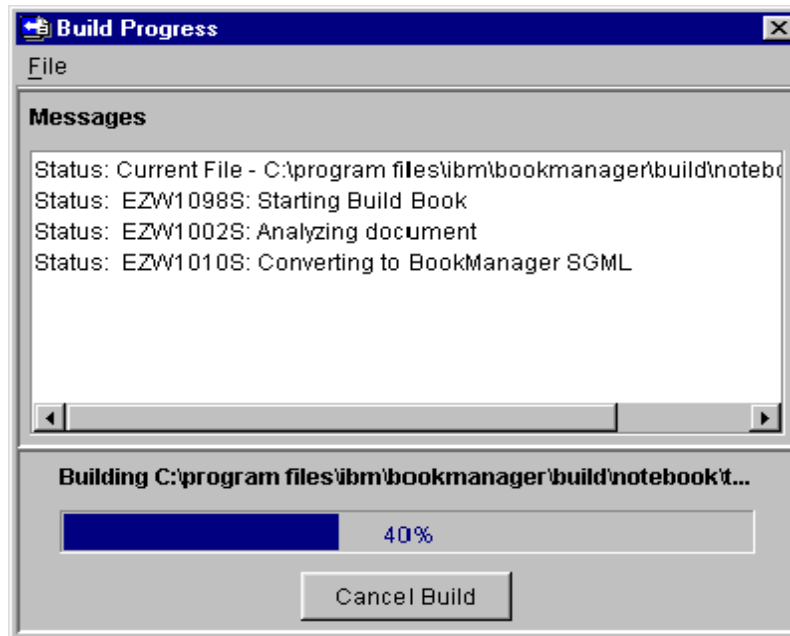 Build Progress
File
Messages
Status: Current File - C:\program files\ibm\bookmanager\build\notebo
Status: EZW1098S: Starting Build Book
Status: EZW1002S: Analyzing document
Status: EZW1010S: Converting to BookManager SGML
Building C:\program files\ibm\bookmanager\build\notebook\t...
40%
Cancel Build